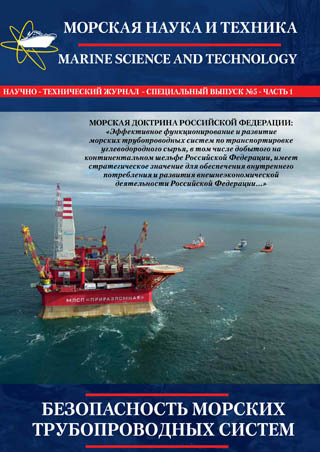 МОРСКАЯ НАУКА И ТЕХНИКА
MARINE SCIENCE AND TECHNOLOGY
НАУЧНО - ТЕХНИЧЕСКИЙ ЖУРНАЛ - СПЕЦИАЛЬНЫЙ ВЫПУСК №5 - ЧАСТЬ 1
МОРСКАЯ ДОКТРИНА РОССИЙСКОЙ ФЕДЕРАЦИИ:
«Эффективное функционирование и развитие
морских трубопроводных систем по транспортировке
углеводородного сырья, в том числе добытого на
континентальном шельфе Российской Федерации, имеет
стратегическое значение для обеспечения внутреннего
потребления и развития внешнеэкономической
деятельности Российской Федерации...»
МЛСП «ПРИРАЗЛОМНАЯ»
БЕЗОПАСНОСТЬ МОРСКИХ
ТРУБОПРОВОДНЫХ СИСТЕМ